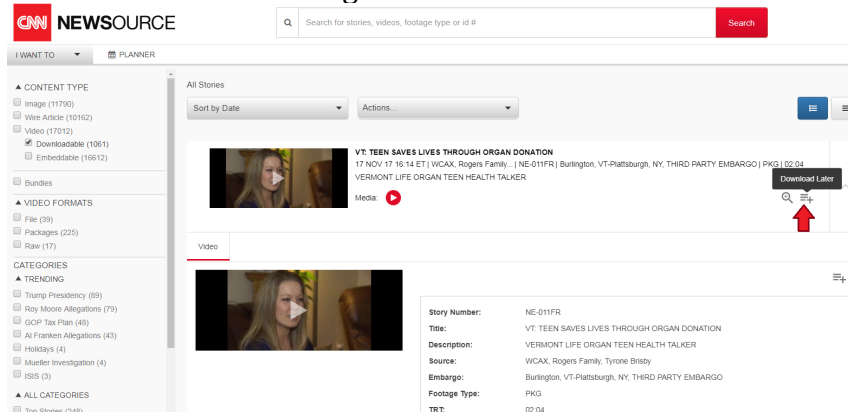 CNN NEWSOURCE
Search for stories, videos, footage type or id #
Search
I WANT TO
PLANNER
CONTENT TYPE
Image (11790)
Wire Article (10162)
Video (17012)
Downloadable (1061)
Embeddable (16612)
Bundles
VIDEO FORMATS
File (39)
Packages (225)
Raw (17)
CATEGORIES
TRENDING
Trump Presidency (89)
Roy Moore Allegations (79)
GOP Tax Plan (48)
Al Franken Allegations (43)
Holidays (4)
Mueller Investigation (4)
ISIS (3)
ALL CATEGORIES
Top Stories (248)
All Stories
Sort by Date
Actions...
VT: TEEN SAVES LIVES THROUGH ORGAN DONATION
17 NOV 17 16:14 ET | WCAX, Rogers Family... | NE-011FR | Burlington, VT-Plattsburgh, NY, THIRD PARTY EMBARGO | PKG | 02:04
VERMONT LIFE ORGAN TEEN HEALTH TALKER
Download Later
Media:
Video
Story Number: NE-011FR
Title: VT: TEEN SAVES LIVES THROUGH ORGAN DONATION
Description: VERMONT LIFE ORGAN TEEN HEALTH TALKER
Source: WCAX, Rogers Family, Tyrone Brisby
Embargo: Burlington, VT-Plattsburgh, NY, THIRD PARTY EMBARGO
Footage Type: PKG
TRT: 02:04